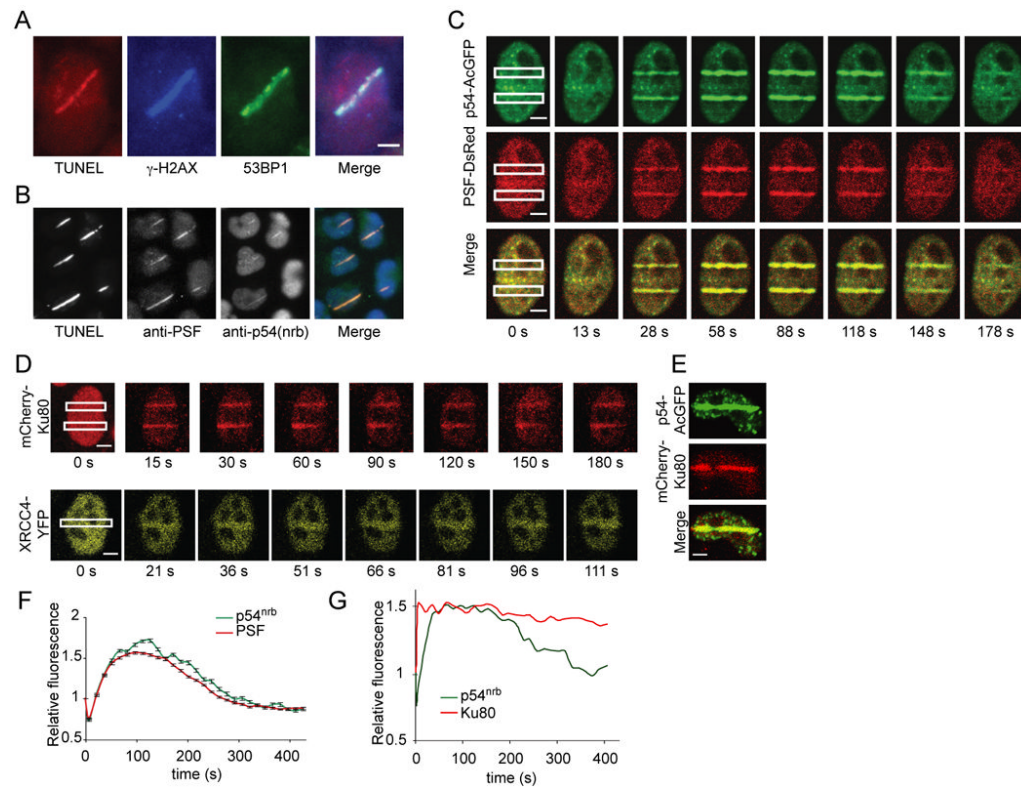 A
TUNEL γ-H2AX 53BP1 Merge
B
TUNEL anti-PSF anti-p54(nrb) Merge
C
p54-AcGFP
PSF-DsRed
Merge
0 s 13 s 28 s 58 s 88 s 118 s 148 s 178 s
D
mCherry-
Ku80
0 s 15 s 30 s 60 s 90 s 120 s 150 s 180 s
XRCC4-
YFP
0 s 21 s 36 s 51 s 66 s 81 s 96 s 111 s
E
p54-
AcGFP
mCherry-
Ku80
Merge
F
Relative fluorescence
2
1.5
1
0.5
p54nrb
PSF
0 100 200 300 400
time (s)
G
Relative fluorescence
1.5
1
0.5
p54nrb
Ku80
0 100 200 300 400
time (s)